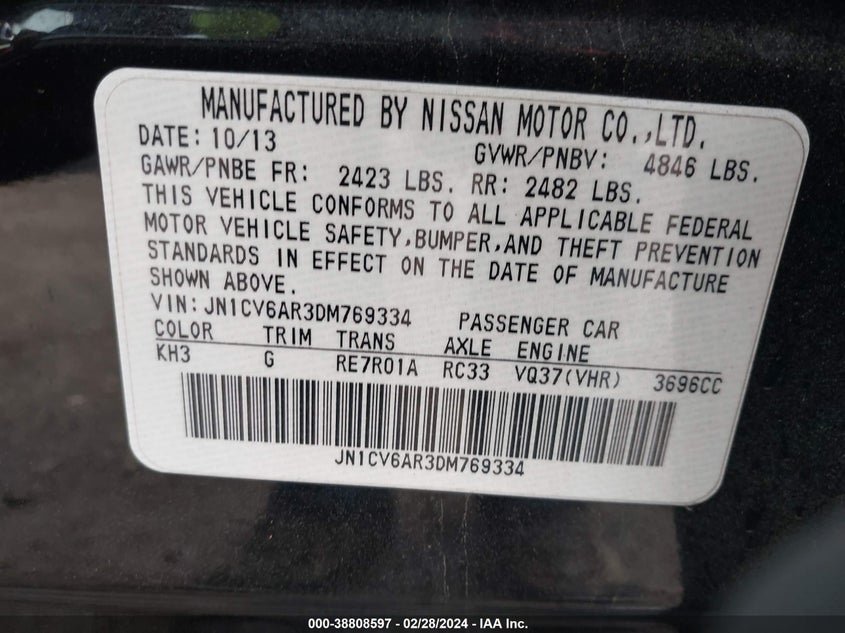 MANUFACTURED BY NISSAN MOTOR CO.,LTD.
DATE: 10/13 GVWR/PNBV: 4846 LBS.
GAWR/PNBE FR: 2423 LBS. RR: 2482 LBS.
THIS VEHICLE CONFORMS TO ALL APPLICABLE FEDERAL
MOTOR VEHICLE SAFETY,BUMPER,AND THEFT PREVENTION
STANDARDS IN EFFECT ON THE DATE OF MANUFACTURE
SHOWN ABOVE.
VIN: JN1CV6AR3DM769334 PASSENGER CAR
COLOR TRIM TRANS AXLE ENGINE
KH3 G RE7R01A RC33 VQ37(VHR) 3696CC
JN1CV6AR3DM769334
000-38808597 - 02/28/2024 - IAA Inc.